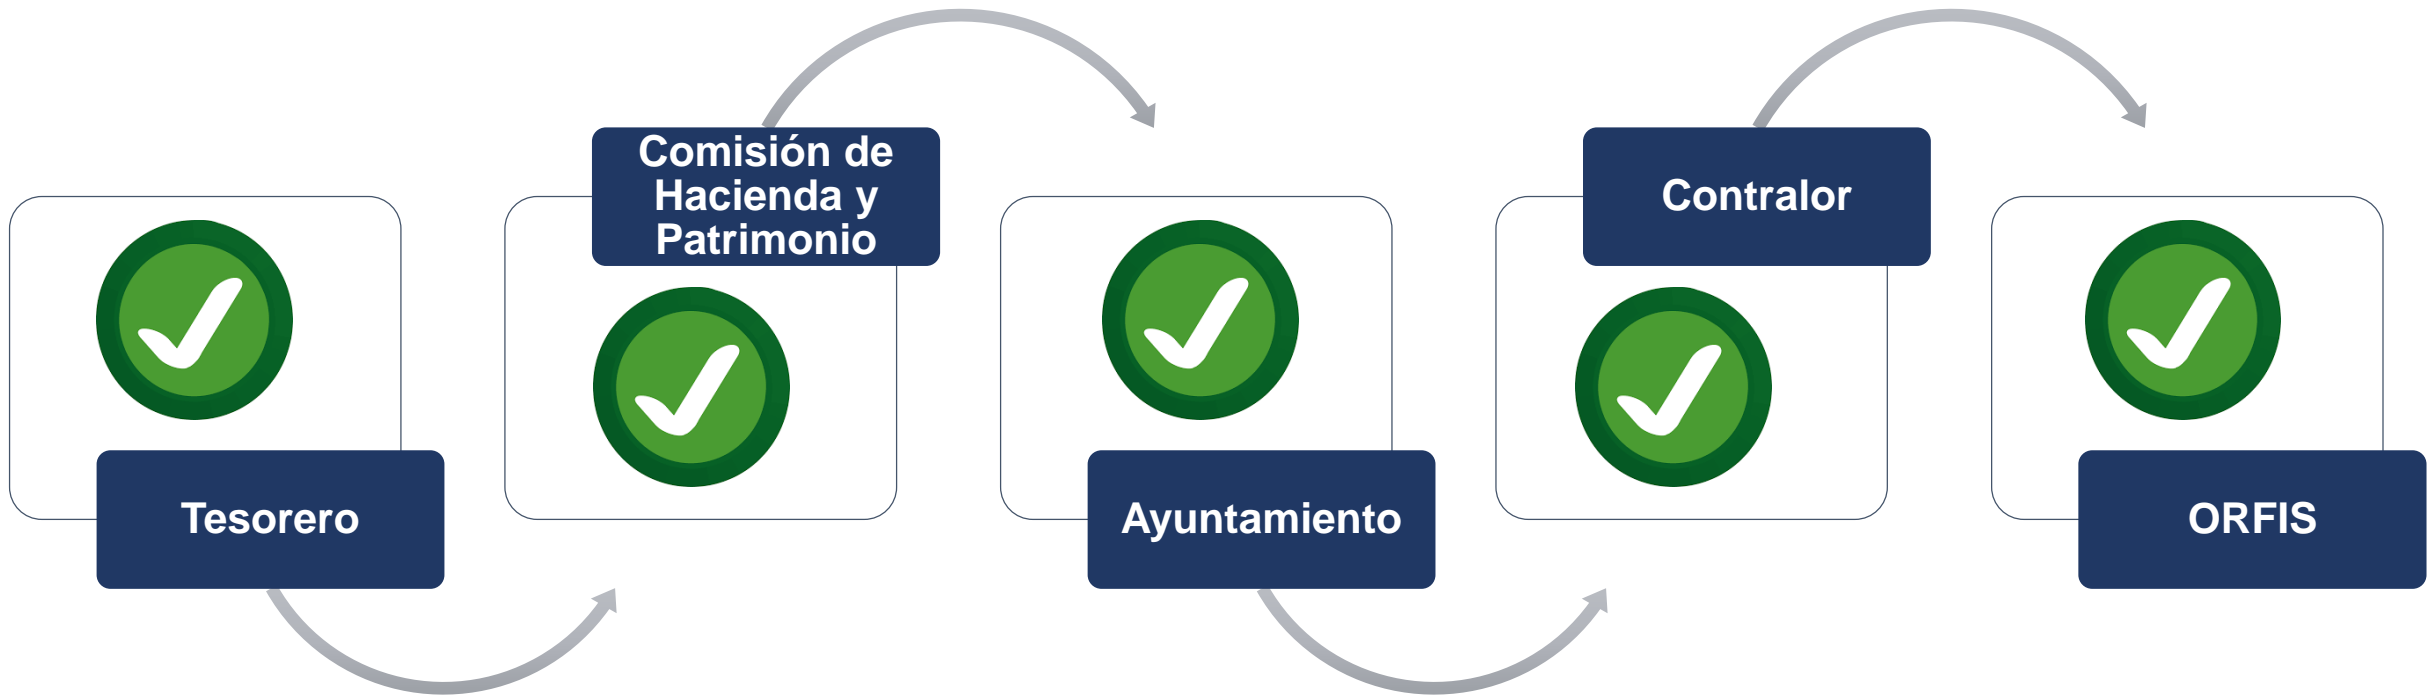 Tesorero
Comisión de
Hacienda y
Patrimonio
Ayuntamiento
Contralor
ORFIS